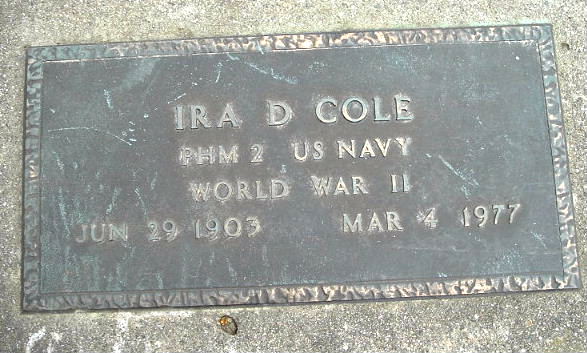 IRA D COLE
PHM 2 US NAVY
WORLD WAR II
JUN 29 1903 MAR 4 1977